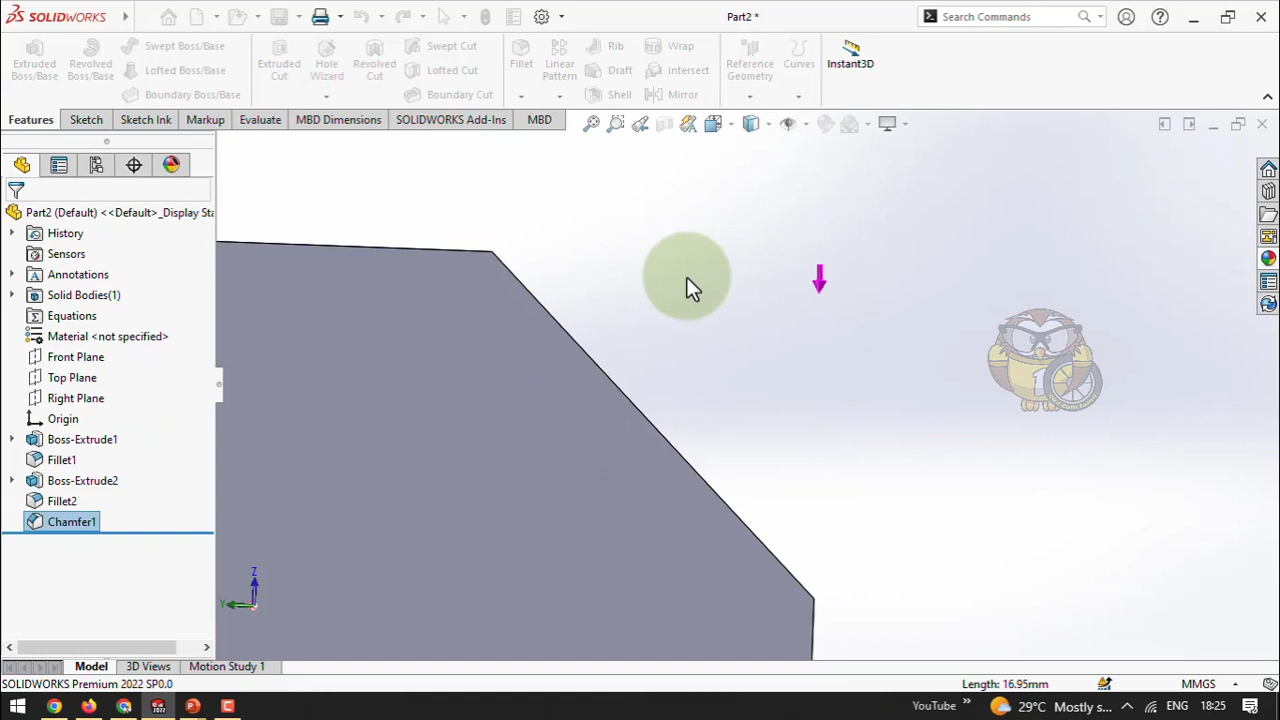 SOLIDWORKS
Part2 *
Search Commands
Extruded Boss/Base
Revolved Boss/Base
Swept Boss/Base
Lofted Boss/Base
Boundary Boss/Base
Extruded Cut
Hole Wizard
Revolved Cut
Swept Cut
Lofted Cut
Boundary Cut
Fillet
Linear Pattern
Rib
Draft
Shell
Wrap
Intersect
Mirror
Reference Geometry
Curves
Instant3D
Features
Sketch
Sketch Ink
Markup
Evaluate
MBD Dimensions
SOLIDWORKS Add-Ins
MBD
Part2 (Default) <<Default>_Display Sta
History
Sensors
Annotations
Solid Bodies(1)
Equations
Material <not specified>
Front Plane
Top Plane
Right Plane
Origin
Boss-Extrude1
Fillet1
Boss-Extrude2
Fillet2
Chamfer1
Z
Y
Model
3D Views
Motion Study 1
SOLIDWORKS Premium 2022 SP0.0
Length: 16.95mm
MMGS
YouTube
29°C Mostly s...
ENG
18:25